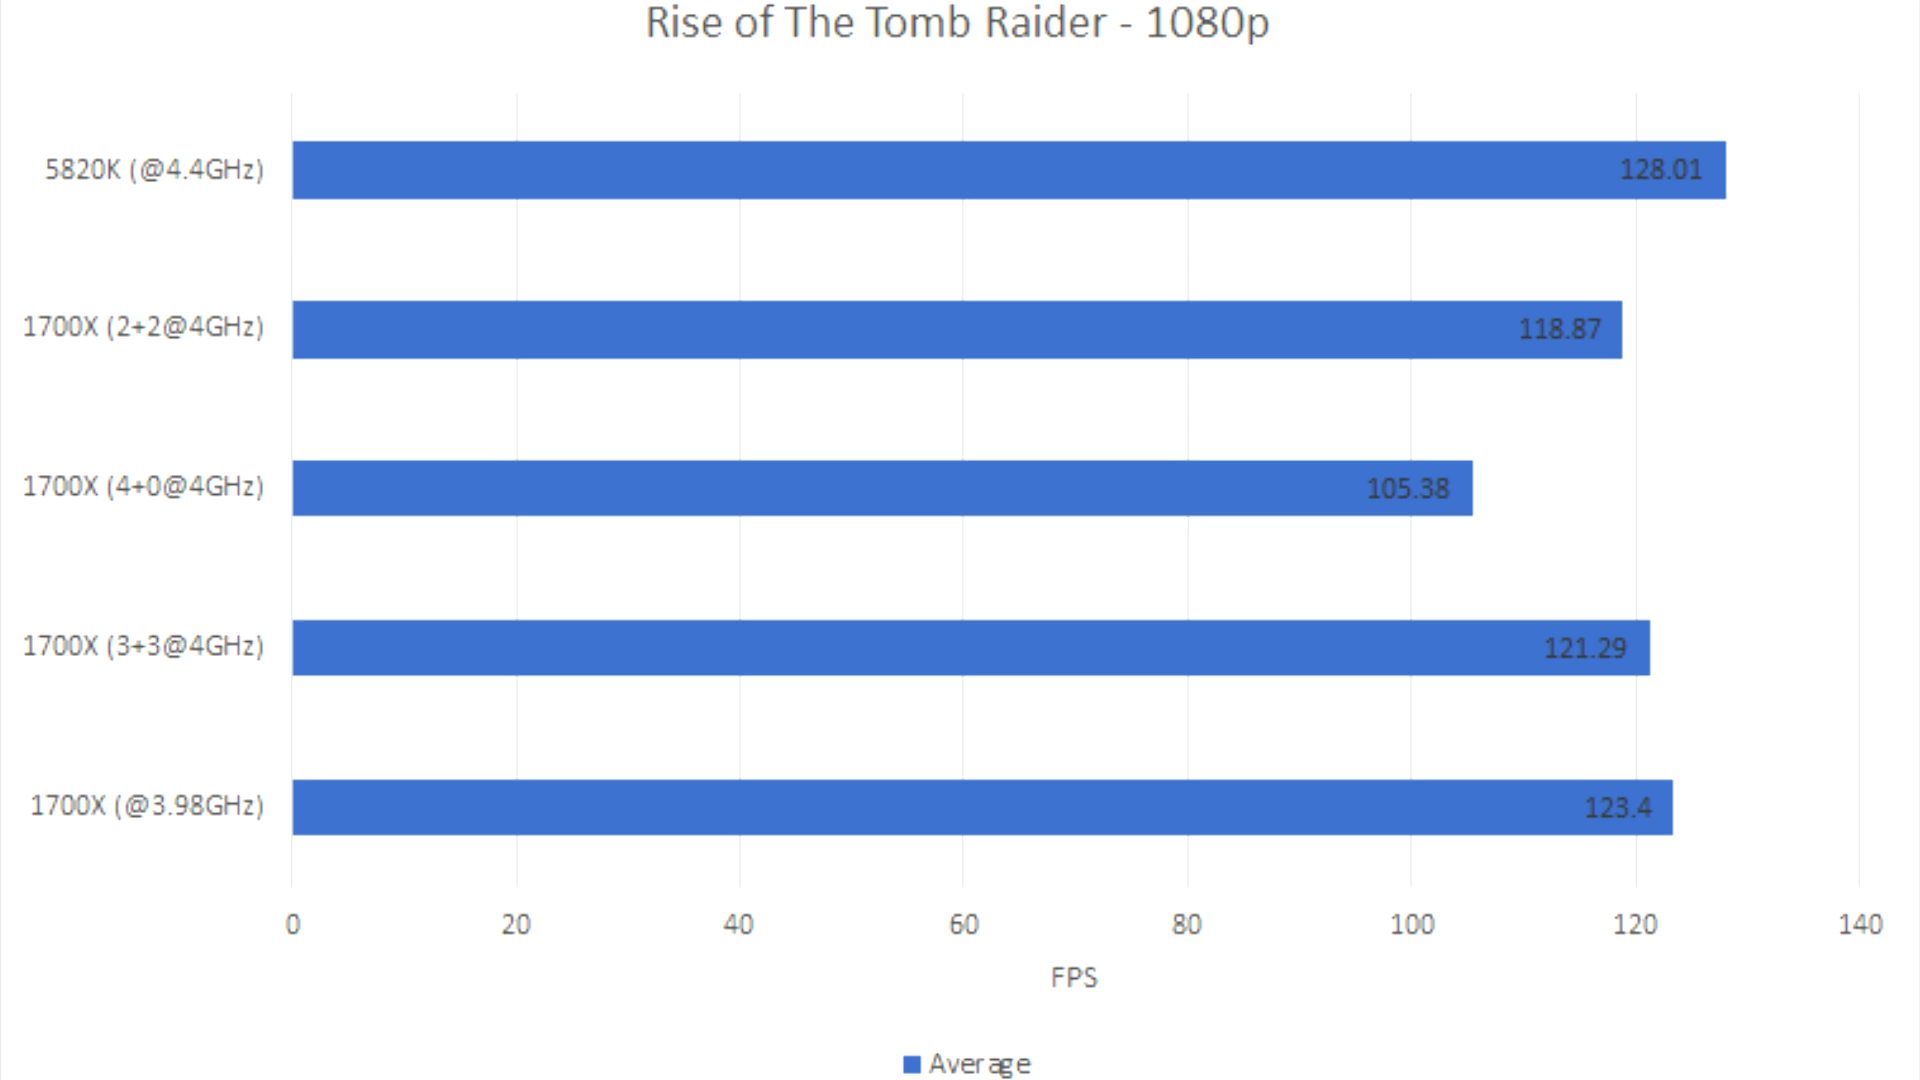 Rise of The Tomb Raider - 1080p
5820K (@4.4GHz)
128.01
1700X (2+2@4GHz)
118.87
1700X (4+0@4GHz)
105.38
1700X (3+3@4GHz)
121.29
1700X (@3.98GHz)
123.4
0 20 40 60 80 100 120 140
FPS
Average